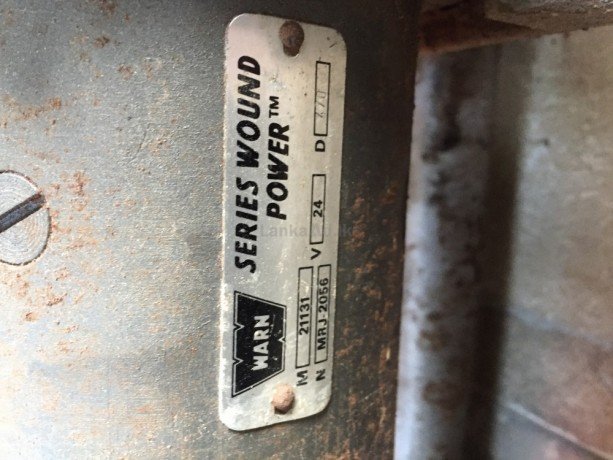 WARN
SERIES WOUND
POWER™
M 21131
V 24
D
N MRJ-2056